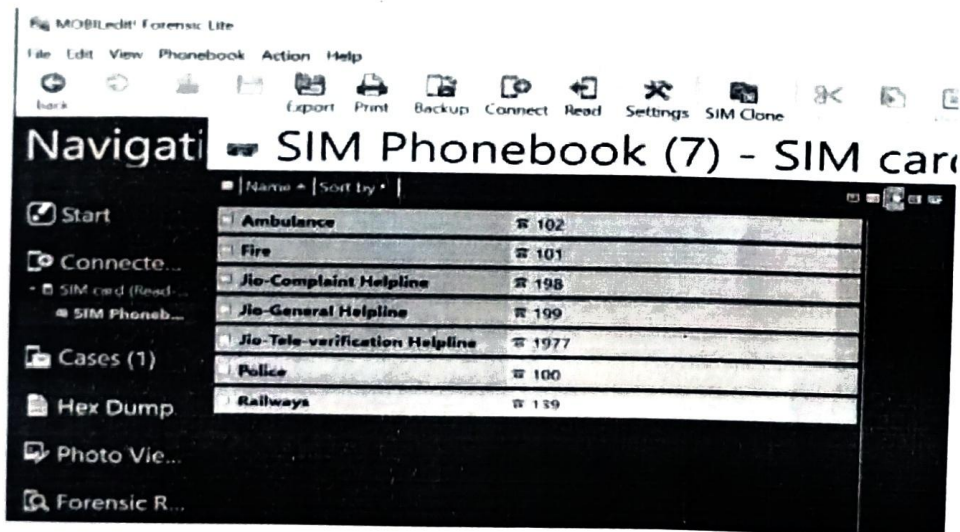 MOBILedit! Forensic Lite
File Edit View Phonebook Action Help
back Export Print Backup Connect Read Settings SIM Clone
Navigati SIM Phonebook (7) - SIM car
Name Sort by
Start
Ambulance 102
Fire 101
Connecte...
Jio-Complaint Helpline 198
SIM card (Read-...
Jio-General Helpline 199
SIM Phoneb...
Jio-Tele-verification Helpline 1977
Cases (1)
Police 100
Railways 139
Hex Dump
Photo Vie...
Forensic R...